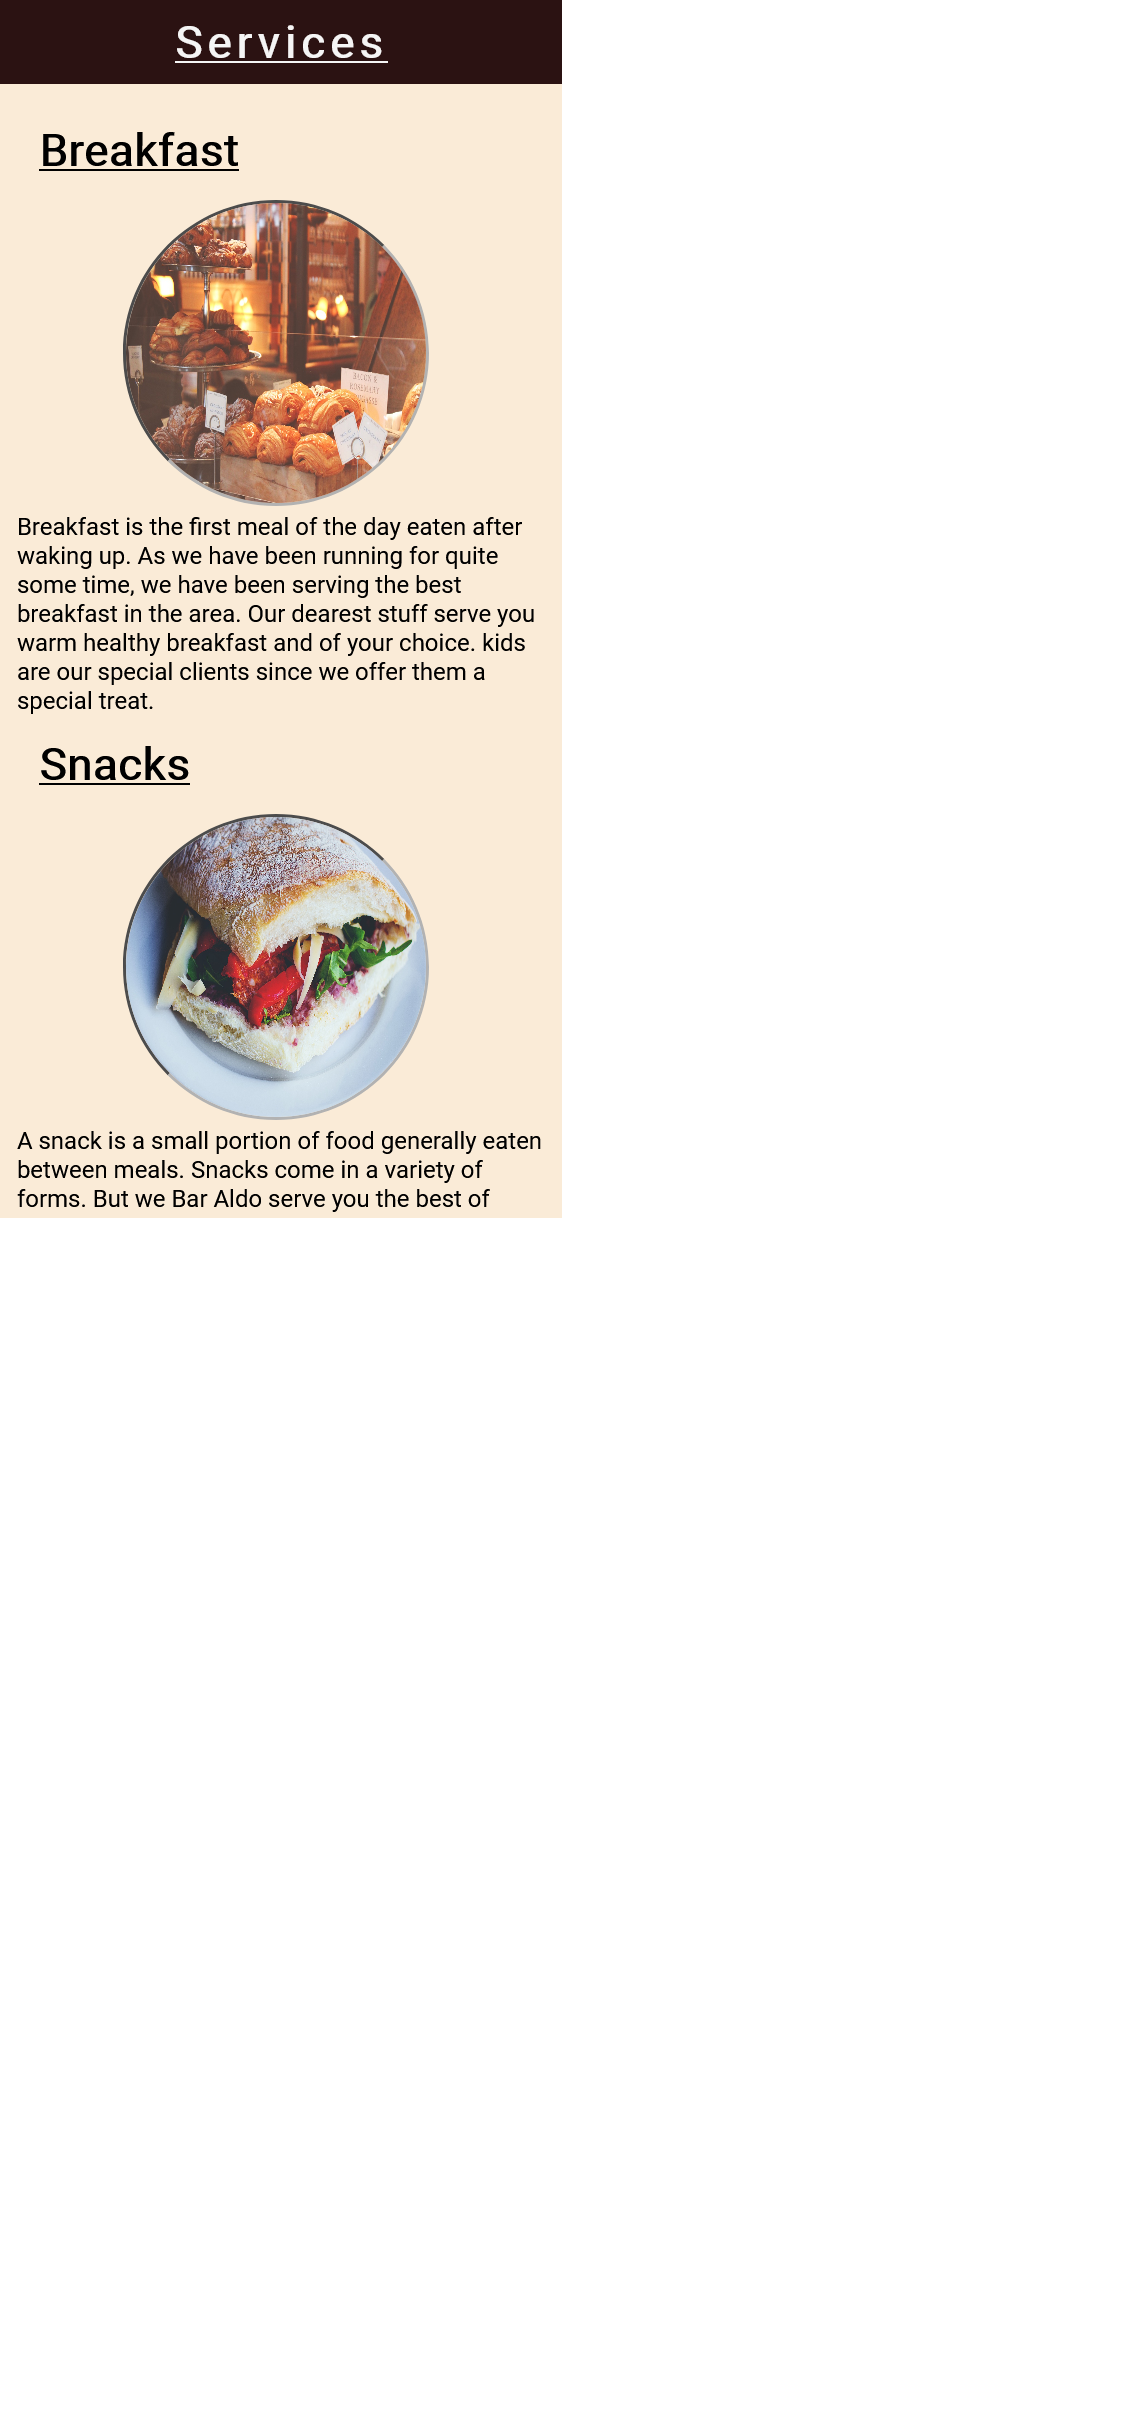 Services
Breakfast
BACON &
ROSEMARY
Breakfast is the first meal of the day eaten after
waking up. As we have been running for quite
some time, we have been serving the best
breakfast in the area. Our dearest stuff serve you
warm healthy breakfast and of your choice. kids
are our special clients since we offer them a
special treat.
Snacks
A snack is a small portion of food generally eaten
between meals. Snacks come in a variety of
forms. But we Bar Aldo serve you the best of